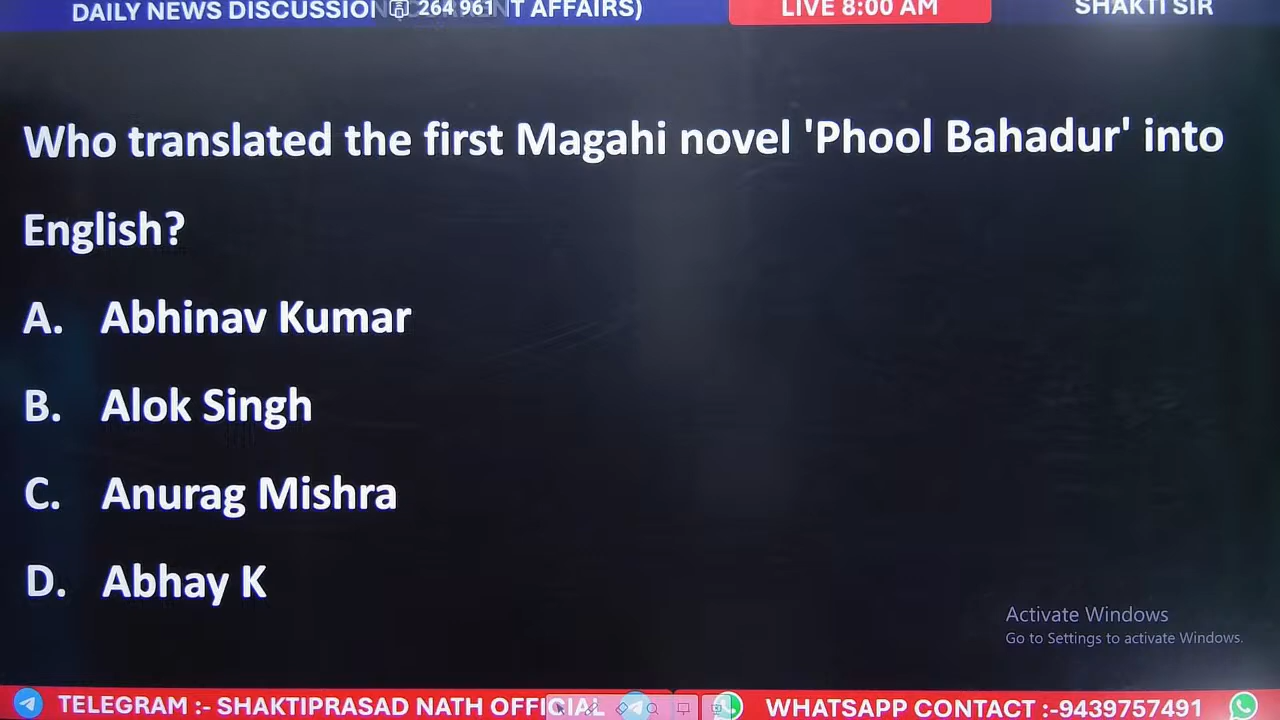 DAILY NEWS DISCUSSION 264 961 T AFFAIRS) LIVE 8:00 AM SHAKTI SIR
Who translated the first Magahi novel 'Phool Bahadur' into
English?
A. Abhinav Kumar
B. Alok Singh
C. Anurag Mishra
D. Abhay K
Activate Windows
Go to Settings to activate Windows.
TELEGRAM :- SHAKTIPRASAD NATH OFFICIAL WHATSAPP CONTACT :-9439757491